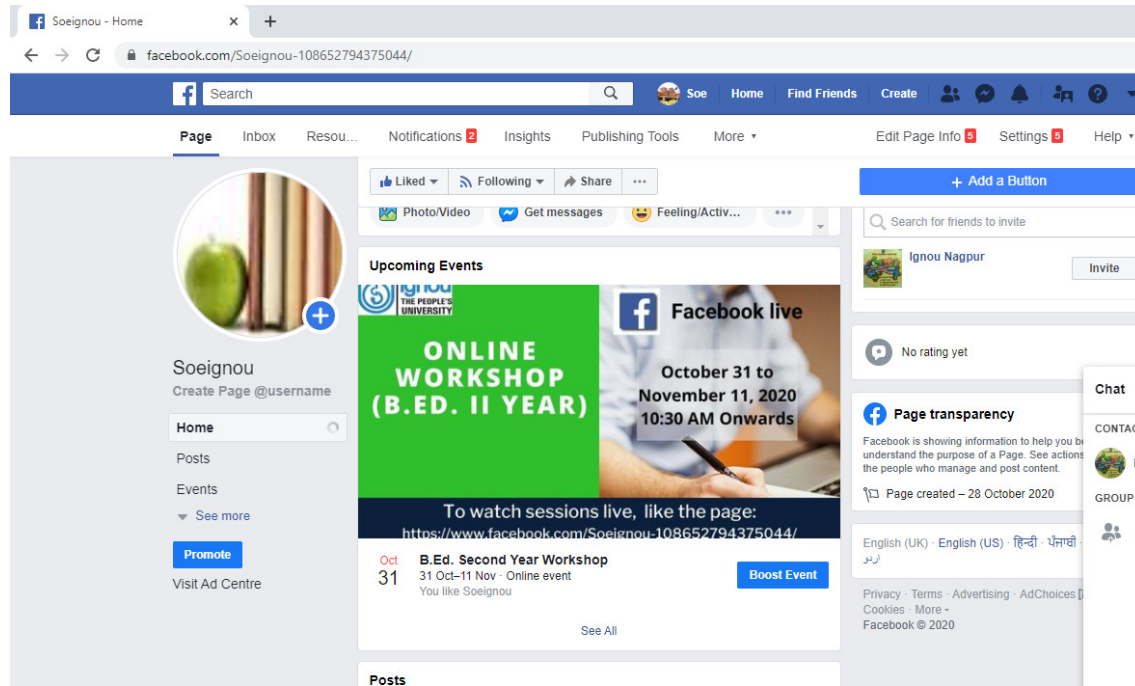 Soeignou - Home
facebook.com/Soeignou-108652794375044/
Search
Soe Home Find Friends Create
Page Inbox Resou... Notifications 2 Insights Publishing Tools More Edit Page Info 5 Settings 5 Help
Liked Following Share ...
+ Add a Button
Photo/Video Get messages Feeling/Activ... ...
Search for friends to invite
Ignou Nagpur
Invite
Upcoming Events
ignou
THE PEOPLE'S
UNIVERSITY
ONLINE
WORKSHOP
(B.ED. II YEAR)
Facebook live
October 31 to
November 11, 2020
10:30 AM Onwards
To watch sessions live, like the page:
https://www.facebook.com/Soeignou-108652794375044/
Oct
31
B.Ed. Second Year Workshop
31 Oct–11 Nov · Online event
You like Soeignou
Boost Event
See All
Posts
Soeignou
Create Page @username
Home
Posts
Events
See more
Promote
Visit Ad Centre
No rating yet
Page transparency
Facebook is showing information to help you
understand the purpose of a Page. See actions
the people who manage and post content.
Page created – 28 October 2020
English (UK) · English (US) · हिन्दी · ਪੰਜਾਬੀ ·
اردو
Privacy · Terms · Advertising · AdChoices
Cookies · More
Facebook © 2020
Chat
GROUP